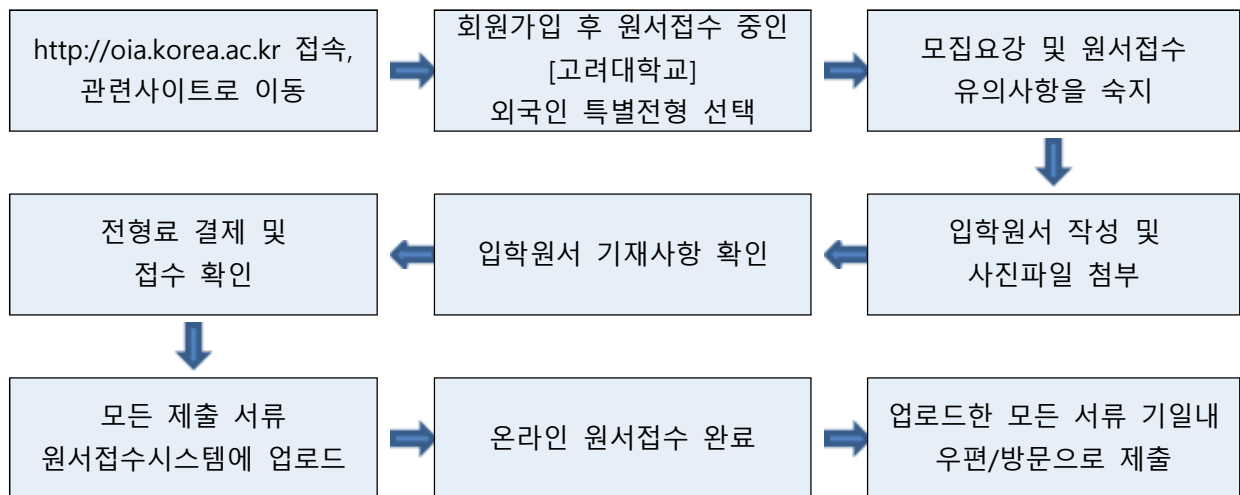 http://oia.korea.ac.kr 접속,
관련사이트로 이동
회원가입 후 원서접수 중인
[고려대학교]
외국인 특별전형 선택
모집요강 및 원서접수
유의사항을 숙지
입학원서 작성 및
사진파일 첨부
입학원서 기재사항 확인
전형료 결제 및
접수 확인
모든 제출 서류
원서접수시스템에 업로드
온라인 원서접수 완료
업로드한 모든 서류 기일내
우편/방문으로 제출